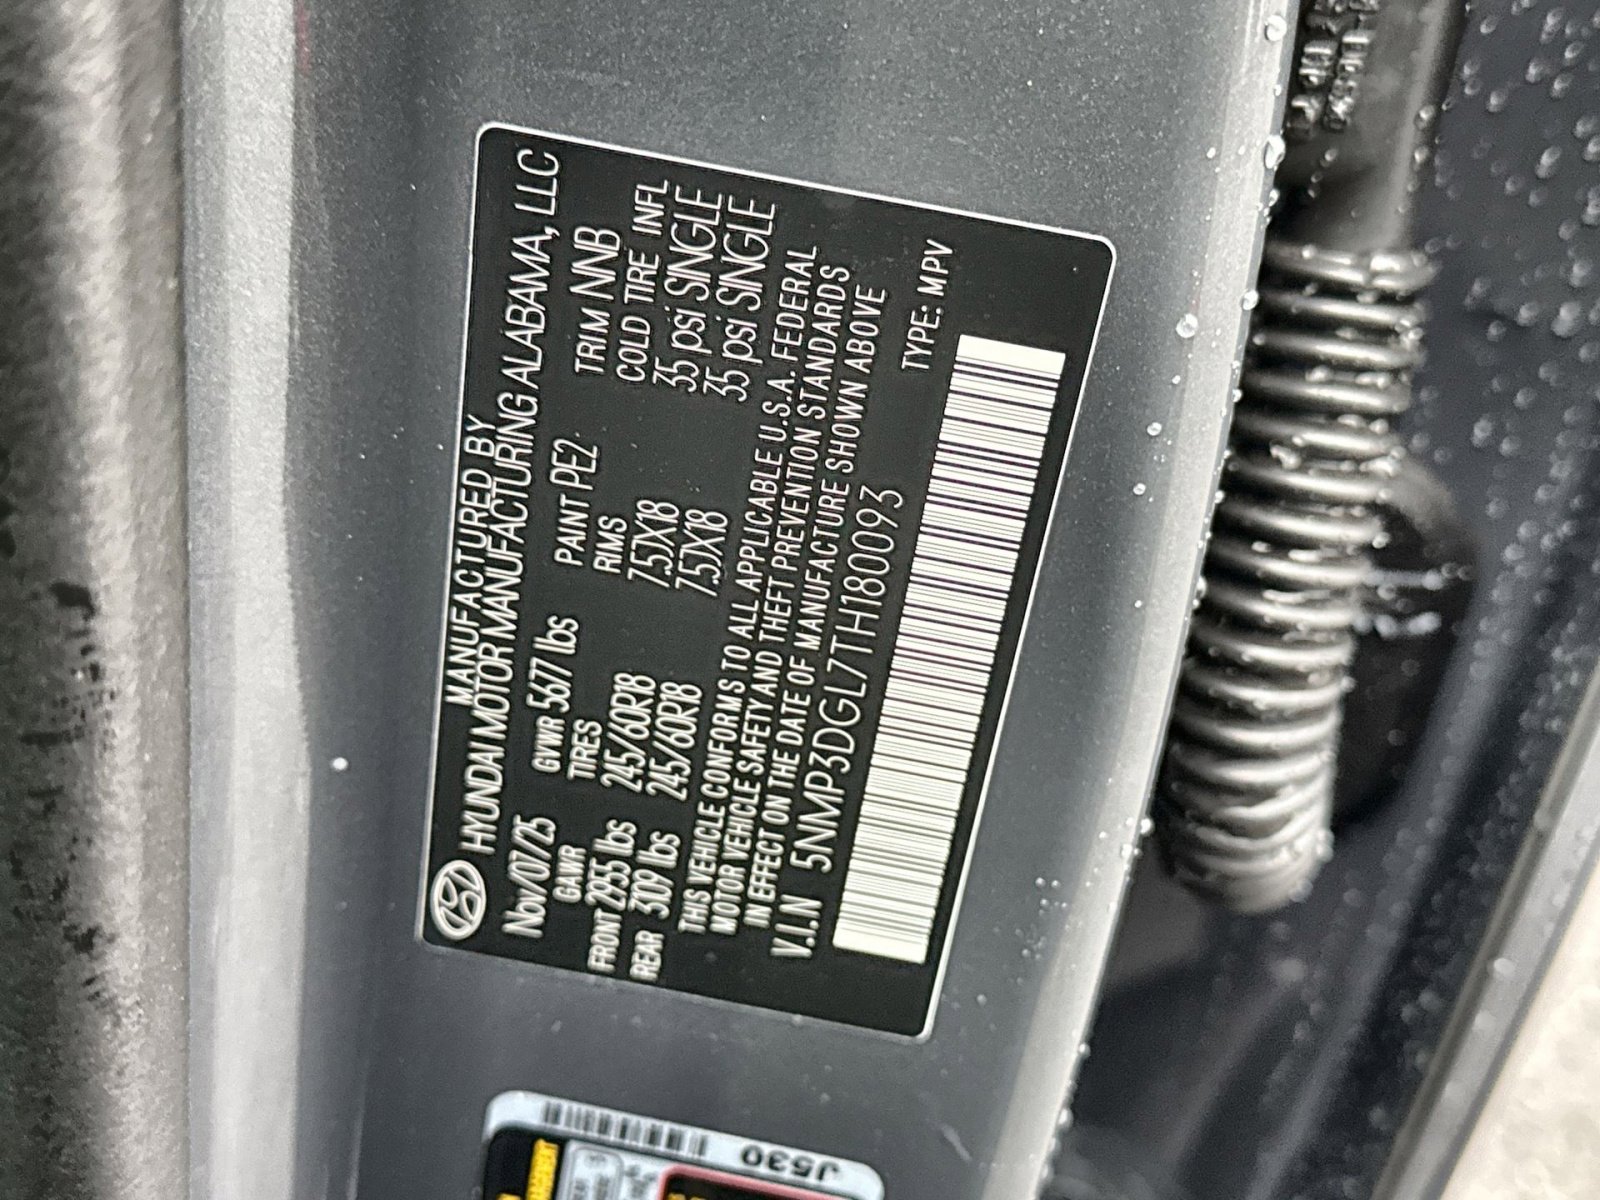 MANUFACTURED BY
HYUNDAI MOTOR MANUFACTURING ALABAMA, LLC
Nov/07/25 GVWR 5677 lbs PAINT PE2 TRIM NNB
GAWR TIRES RIMS COLD TIRE INFL
FRONT 2955 lbs 245/60R18 7.5JX18 35 psi SINGLE
REAR 3109 lbs 245/60R18 7.5JX18 35 psi SINGLE
THIS VEHICLE CONFORMS TO ALL APPLICABLE U.S.A. FEDERAL
MOTOR VEHICLE SAFETY AND THEFT PREVENTION STANDARDS
IN EFFECT ON THE DATE OF MANUFACTURE SHOWN ABOVE
V.I.N 5NMP3DGL7TH180093
TYPE: MPV
J530